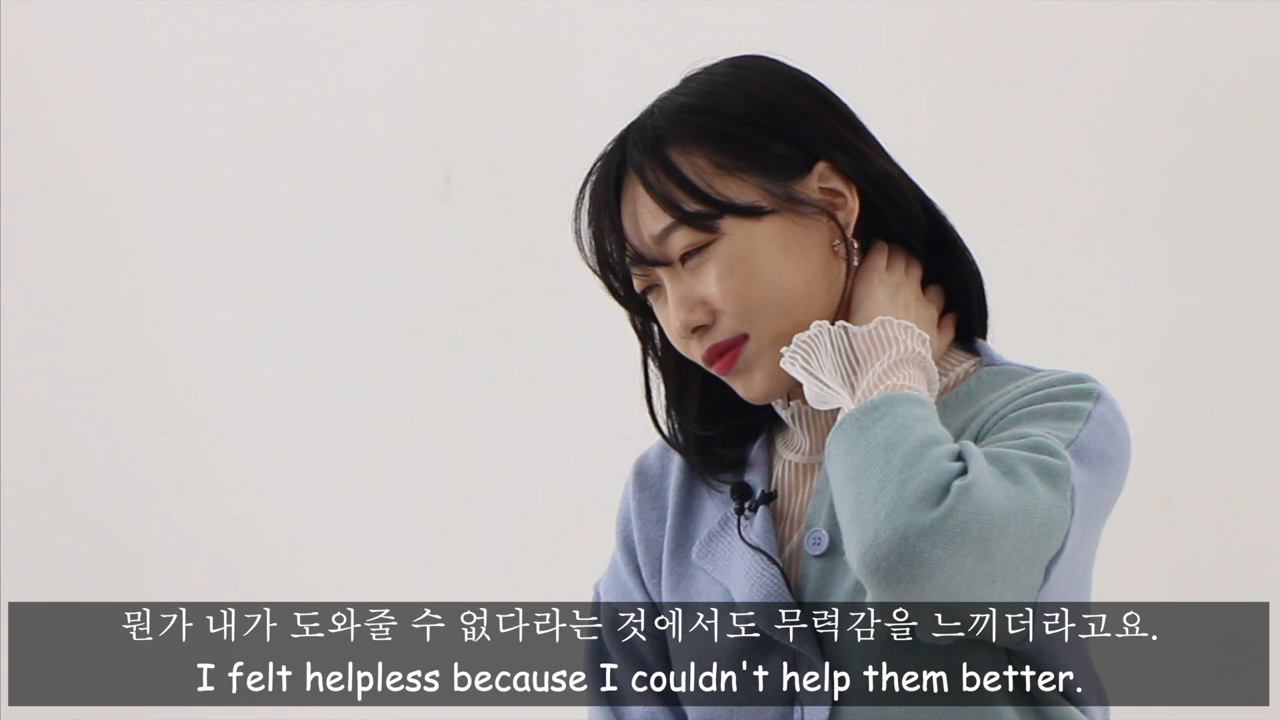 뭔가 내가 도와줄 수 없다라는 것에서도 무력감을 느끼더라고요.
I felt helpless because I couldn't help them better.